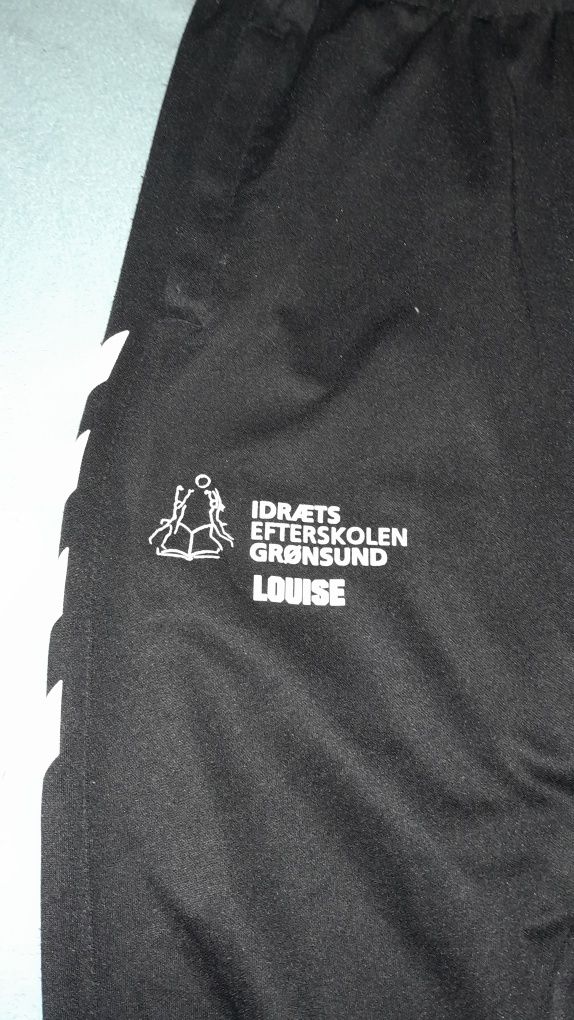 IDRÆTS
EFTERSKOLEN
GRØNSUND
LOUISE